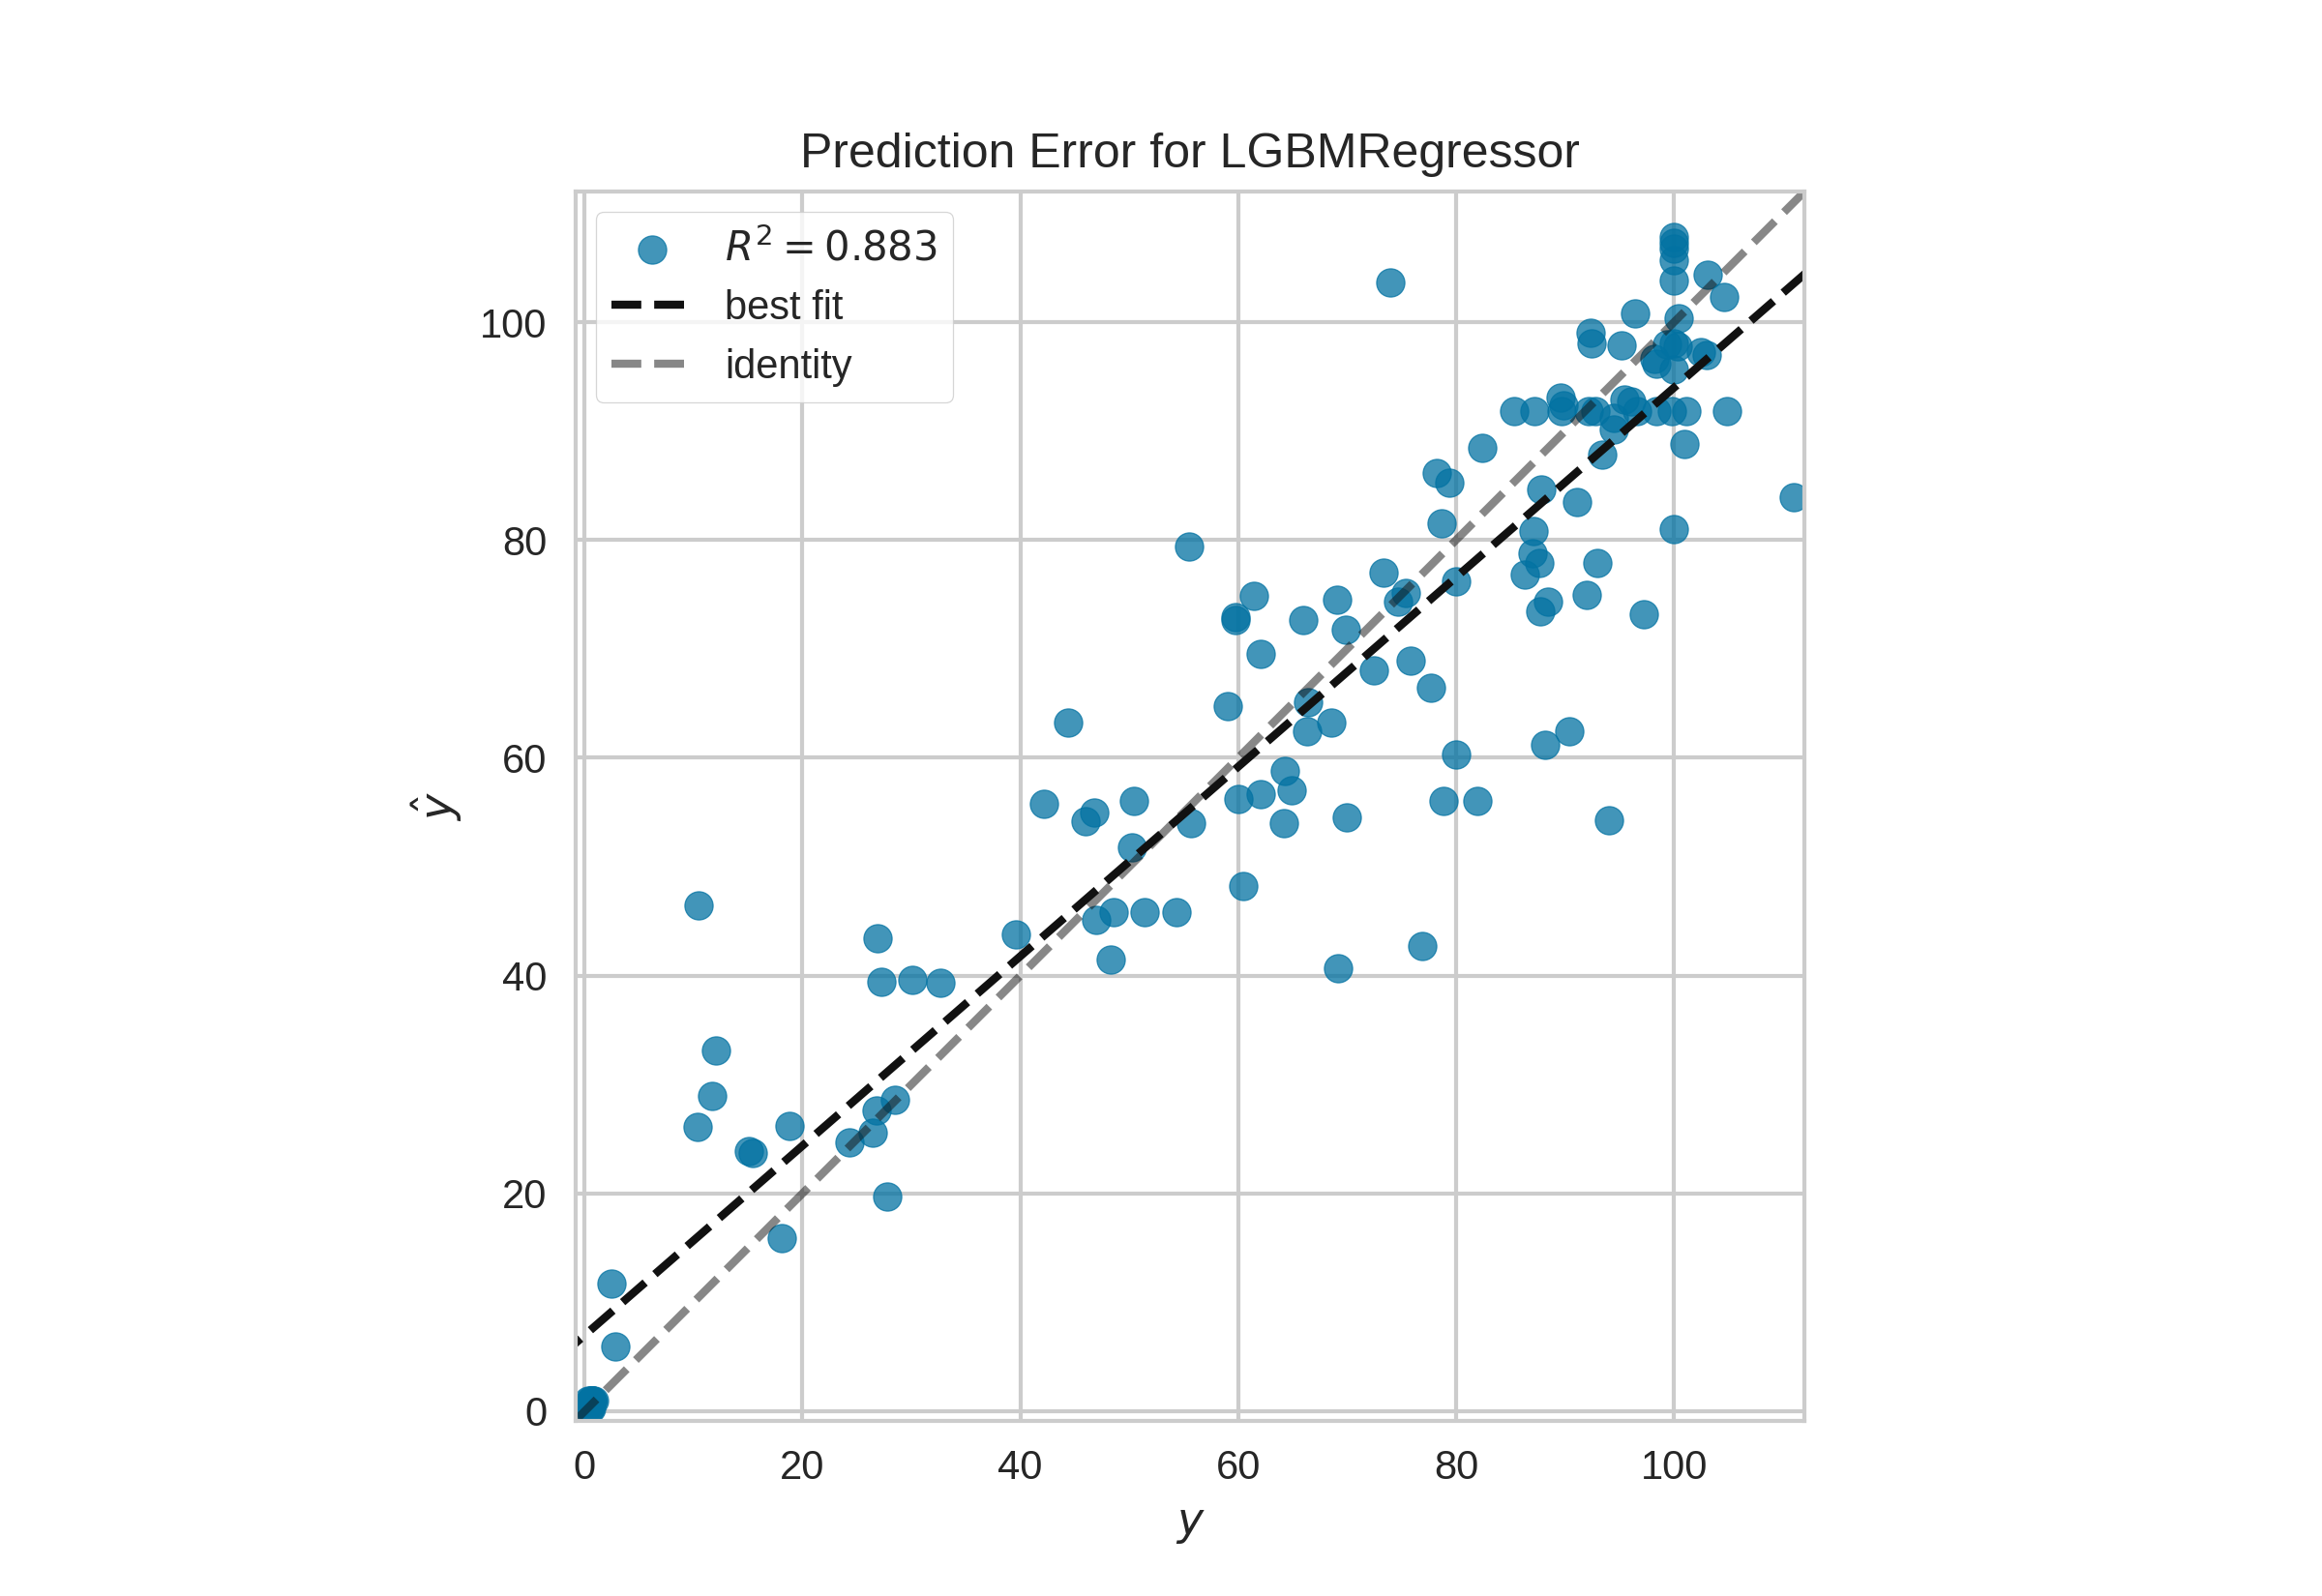 Prediction Error for LGBMRegressor
R² = 0.883
best fit
identity
100
80
60
40
20
0
ŷ
0 20 40 60 80 100
y